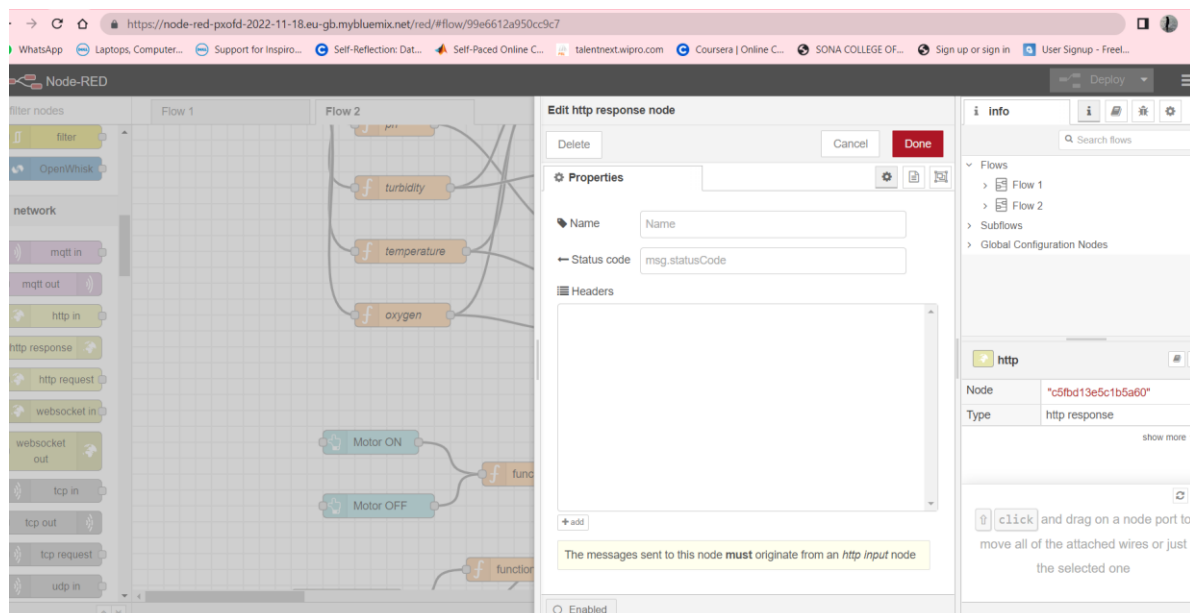 https://node-red-pxofd-2022-11-18.eu-gb.mybluemix.net/red/#flow/99e6612a950cc9c7
WhatsApp Laptops, Computer... Support for Inspiro... Self-Reflection: Dat... Self-Paced Online C... talentnext.wipro.com Coursera | Online C... SONA COLLEGE OF... Sign up or sign in User Signup - Freel...
Node-RED Deploy
filter nodes
filter
OpenWhisk
network
mqtt in
mqtt out
http in
http response
http request
websocket in
websocket
out
tcp in
tcp out
tcp request
udp in
Flow 1 Flow 2
turbidity
temperature
oxygen
Motor ON
Motor OFF
func
function
Edit http response node
Delete Cancel Done
Properties
Name Name
Status code msg.statusCode
Headers
add
The messages sent to this node must originate from an http input node
Enabled
i info i
Search flows
Flows
Flow 1
Flow 2
Subflows
Global Configuration Nodes
http
Node "c5fbd13e5c1b5a60"
Type http response
show more
click and drag on a node port to
move all of the attached wires or just
the selected one